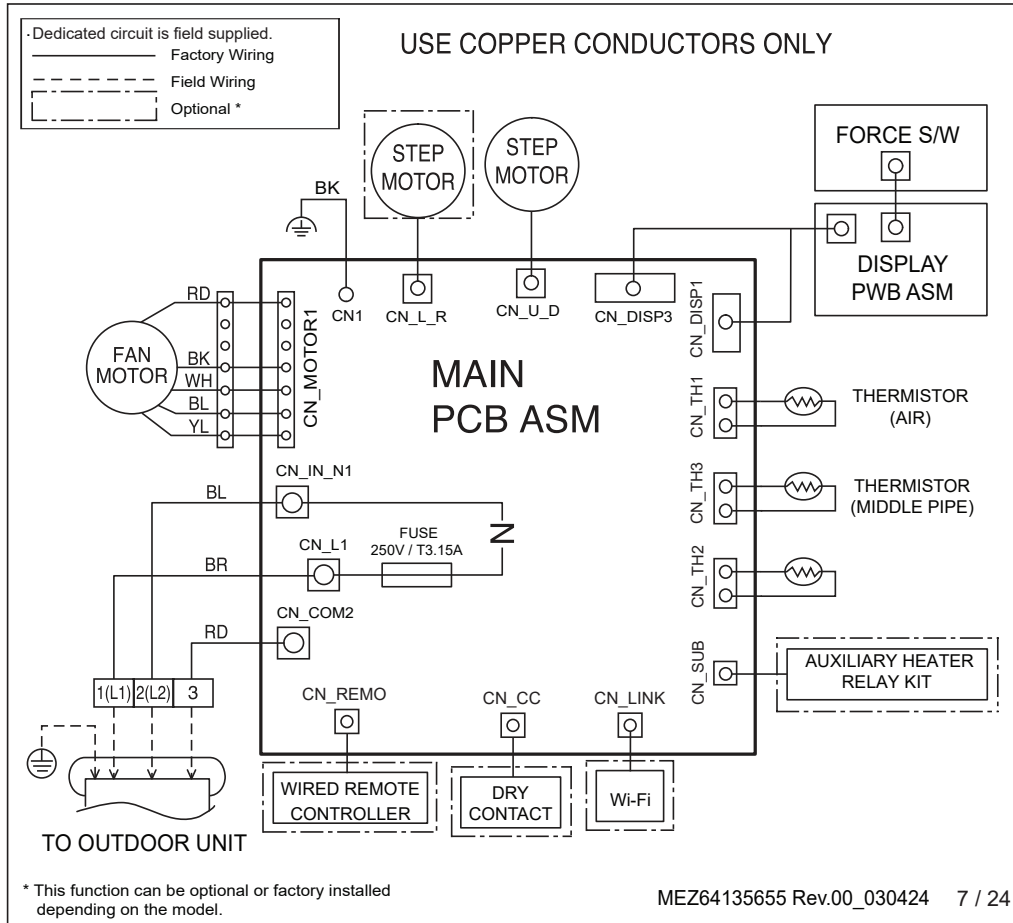 ·Dedicated circuit is field supplied.
Factory Wiring
Field Wiring
Optional *
USE COPPER CONDUCTORS ONLY
STEP
MOTOR
STEP
MOTOR
FORCE S/W
DISPLAY
PWB ASM
BK
CN1
CN_L_R
CN_U_D
CN_DISP3
CN_DISP1
RD
FAN
MOTOR
BK
WH
BL
YL
CN_MOTOR1
MAIN
PCB ASM
CN_TH1
THERMISTOR
(AIR)
CN_TH3
THERMISTOR
(MIDDLE PIPE)
CN_TH2
CN_IN_N1
BL
FUSE
250V / T3.15A
N
CN_L1
BR
CN_COM2
RD
1(L1) 2(L2) 3
CN_SUB
AUXILIARY HEATER
RELAY KIT
CN_REMO
CN_CC
CN_LINK
WIRED REMOTE
CONTROLLER
DRY
CONTACT
Wi-Fi
TO OUTDOOR UNIT
* This function can be optional or factory installed
depending on the model.
MEZ64135655 Rev.00_030424 7 / 24